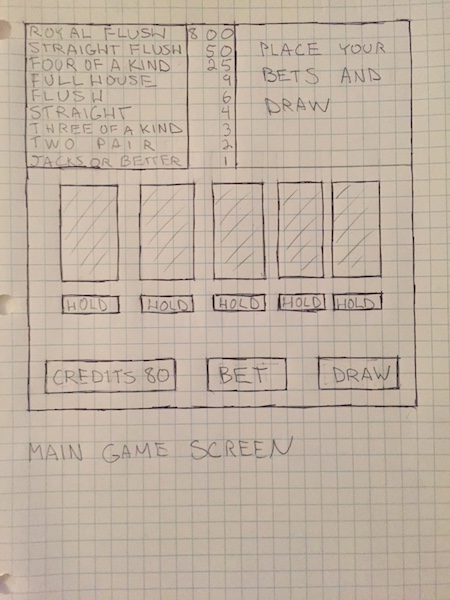 ROYAL FLUSH 800
STRAIGHT FLUSH 50
FOUR OF A KIND 25
FULL HOUSE 9
FLUSH 6
STRAIGHT 4
THREE OF A KIND 3
TWO PAIR 2
JACKS OR BETTER 1
PLACE YOUR
BETS AND
DRAW
HOLD HOLD HOLD HOLD HOLD
CREDITS 80 BET DRAW
MAIN GAME SCREEN